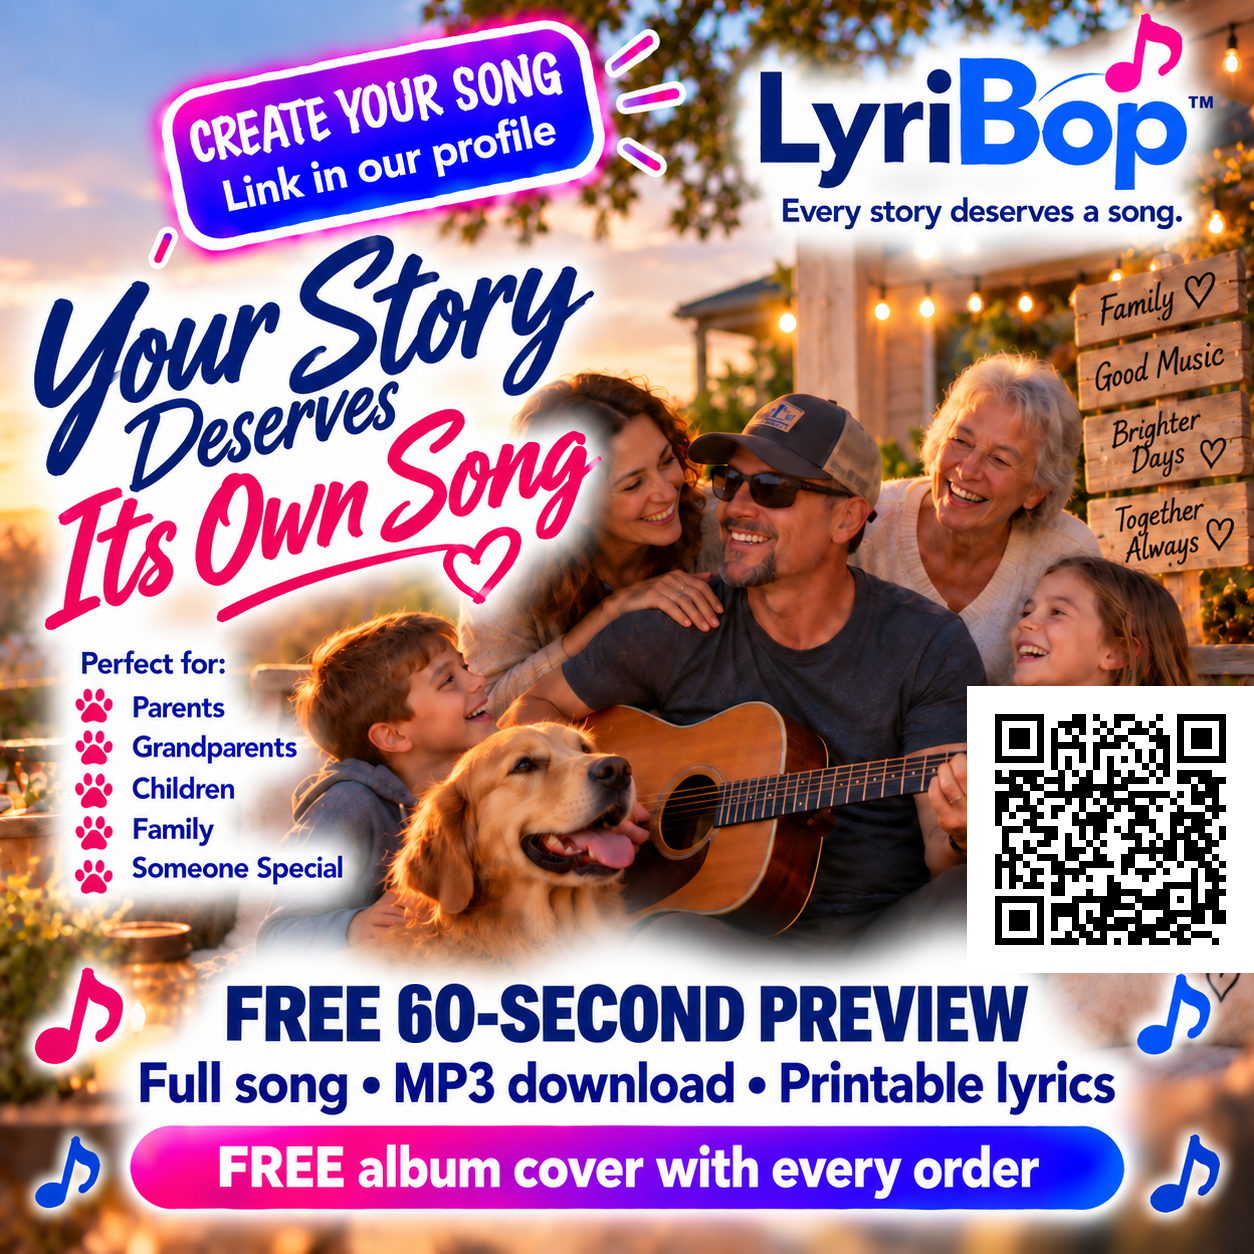 CREATE YOUR SONG
Link in our profile
LyriBop™
Every story deserves a song.
Your Story
Deserves
Its Own Song
Family
Good Music
Brighter
Days
Together
Always
Perfect for:
Parents
Grandparents
Children
Family
Someone Special
FREE 60-SECOND PREVIEW
Full song • MP3 download • Printable lyrics
FREE album cover with every order